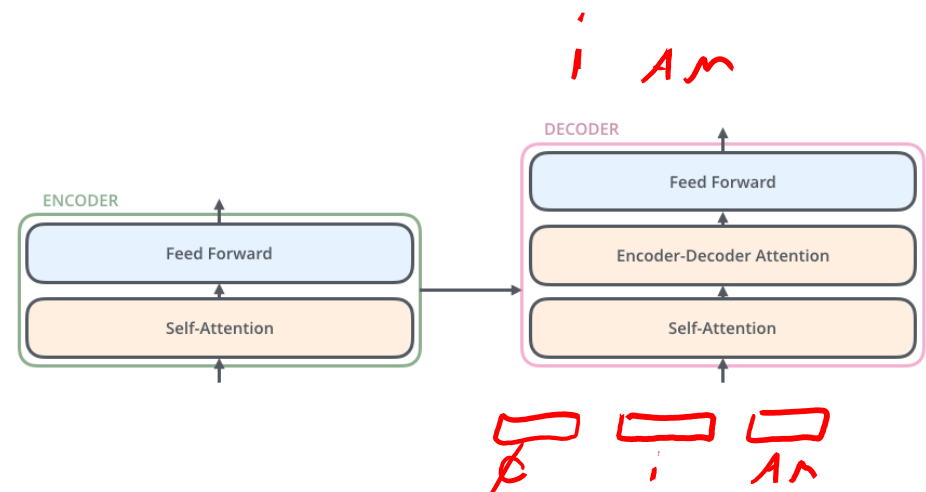 i Am
DECODER
Feed Forward
ENCODER
Encoder-Decoder Attention
Feed Forward
Self-Attention
Self-Attention
¢ i Am